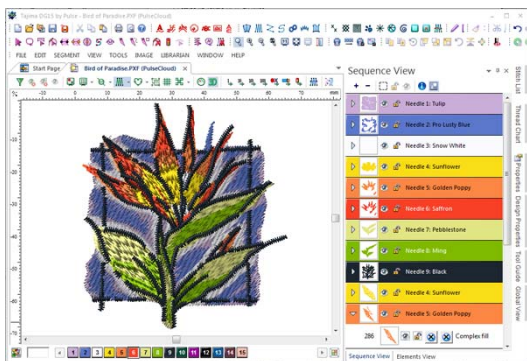 Tajima DG15 by Pulse - Bird of Paradise.PXF (PulseCloud)
FILE EDIT SEGMENT VIEW TOOLS LIBRARIAN WINDOW HELP
Start Page Bird of Paradise.PXF (PulseCloud)
Sequence View
Needle 1: Tulip
Needle 2: Pro Lusty Blue
Needle 3: Snow White
Needle 4: Sunflower
Needle 5: Golden Poppy
Needle 6: Saffron
Needle 7: Pebblestone
Needle 8: Ming
Needle 9: Black
Needle 4: Sunflower
Needle 5: Golden Poppy
286 Complex fill
Sequence View Elements View
1 2 3 4 5 6 7 8 9 10 11 12 13 14 15
Stitch List
Thread Chart
Properties
Design Properties
Tool Guide
Global View